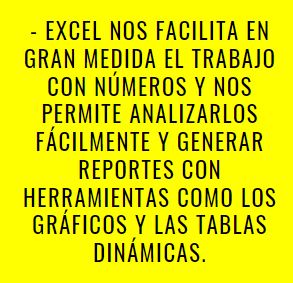 - EXCEL NOS FACILITA EN
GRAN MEDIDA EL TRABAJO
CON NÚMEROS Y NOS
PERMITE ANALIZARLOS
FÁCILMENTE Y GENERAR
REPORTES CON
HERRAMIENTAS COMO LOS
GRÁFICOS Y LAS TABLAS
DINÁMICAS.